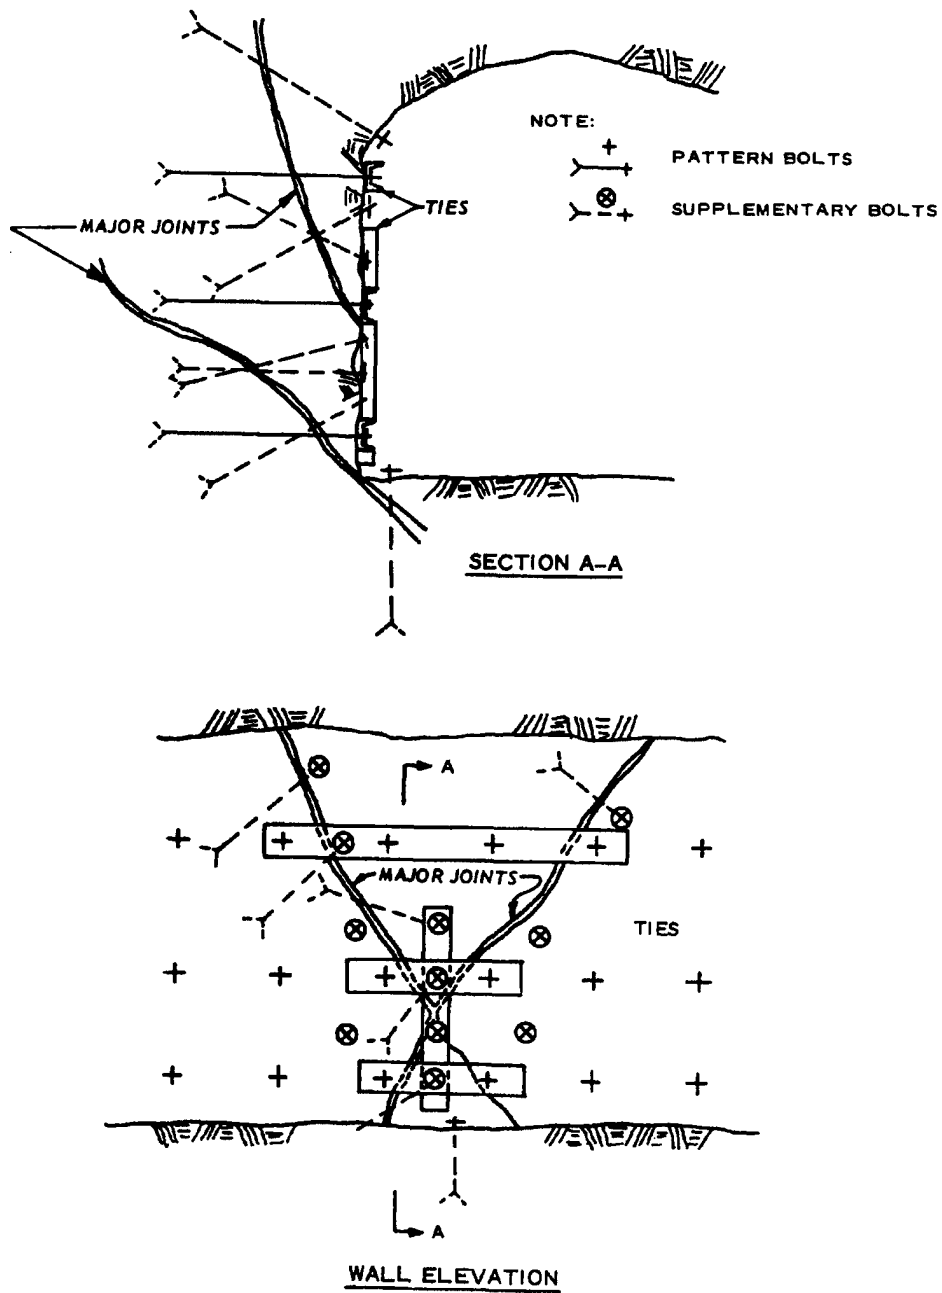 NOTE:
PATTERN BOLTS
SUPPLEMENTARY BOLTS
MAJOR JOINTS
TIES
SECTION A-A
A
MAJOR JOINTS
TIES
A
WALL ELEVATION